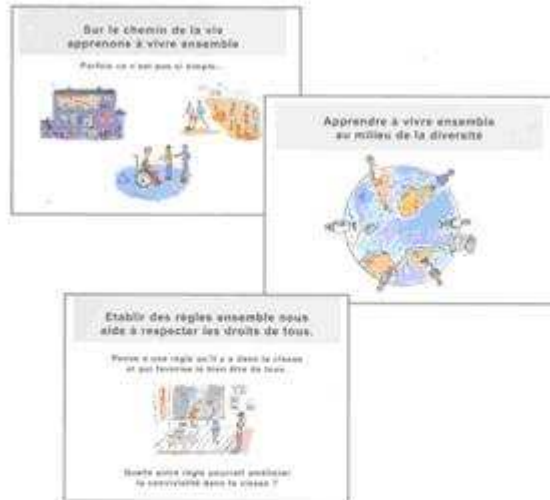 Sur le chemin de la vie
apprenons à vivre ensemble
Parfois ce n'est pas si simple...
Apprendre à vivre ensemble
au milieu de la diversité
Etablir des règles ensemble nous
aide à respecter les droits de tous.
Pense à une règle qu'il y a dans la classe
et qui favorise le bien être de tous
Quelle autre règle pourrait améliorer
la convivialité dans la classe ?